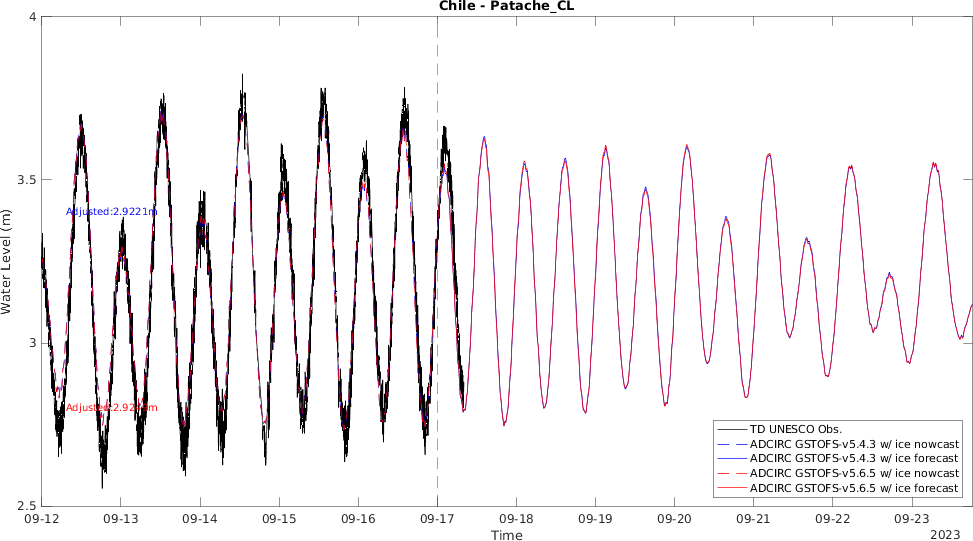 Chile - Patache_CL
4
3.5
3
2.5
Water Level (m)
Adjusted:2.9221m
TD UNESCO Obs.
ADCIRC GSTOFS-v5.4.3 w/ ice nowcast
ADCIRC GSTOFS-v5.4.3 w/ ice forecast
ADCIRC GSTOFS-v5.6.5 w/ ice nowcast
ADCIRC GSTOFS-v5.6.5 w/ ice forecast
09-12 09-13 09-14 09-15 09-16 09-17 09-18 09-19 09-20 09-21 09-22 09-23
Time
2023